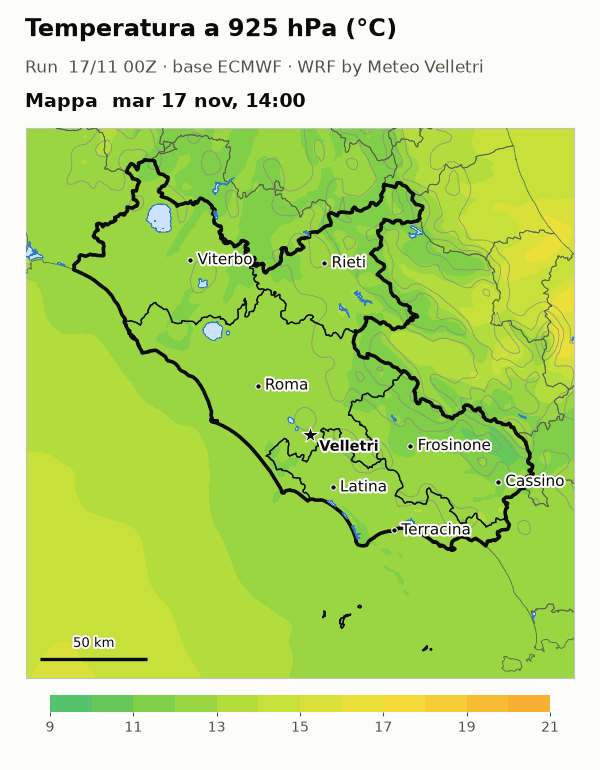 Temperatura a 925 hPa (°C)
Run  17/11 00Z · base ECMWF · WRF by Meteo Velletri
Mappa  mar 17 nov, 14:00
Viterbo
Rieti
Roma
Velletri
Frosinone
Latina
Cassino
Terracina
50 km
9 11 13 15 17 19 21